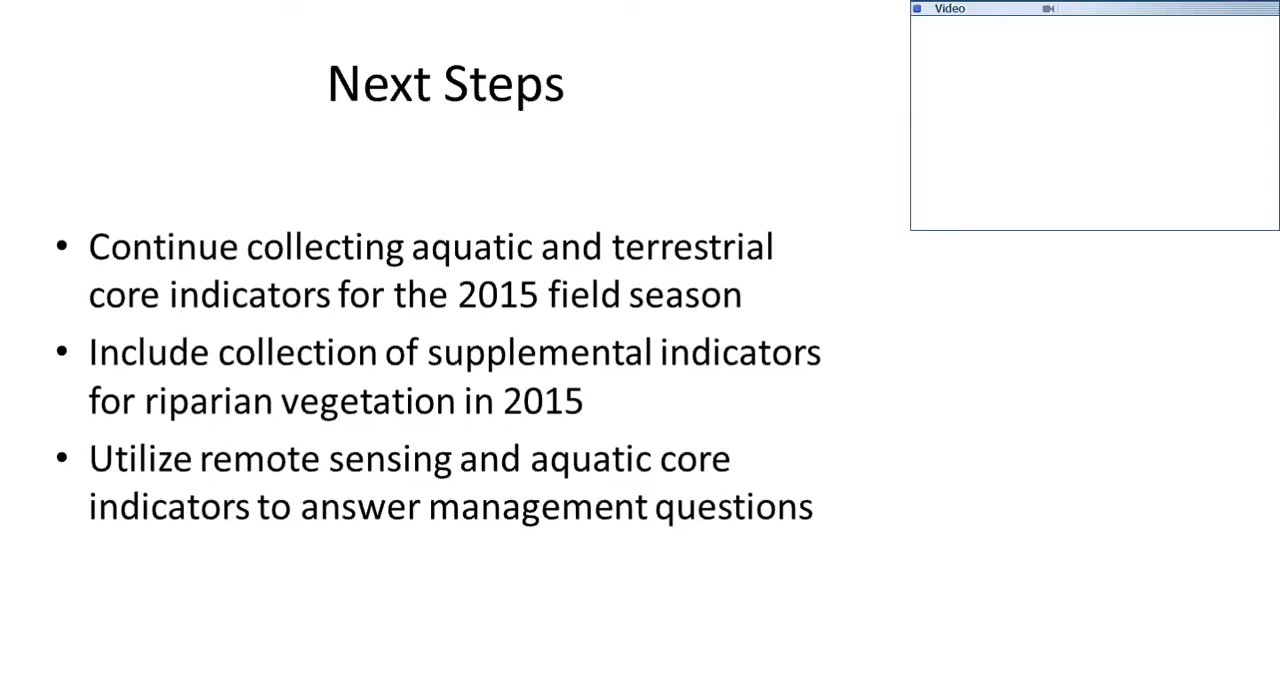 Video
Next Steps
• Continue collecting aquatic and terrestrial
core indicators for the 2015 field season
• Include collection of supplemental indicators
for riparian vegetation in 2015
• Utilize remote sensing and aquatic core
indicators to answer management questions